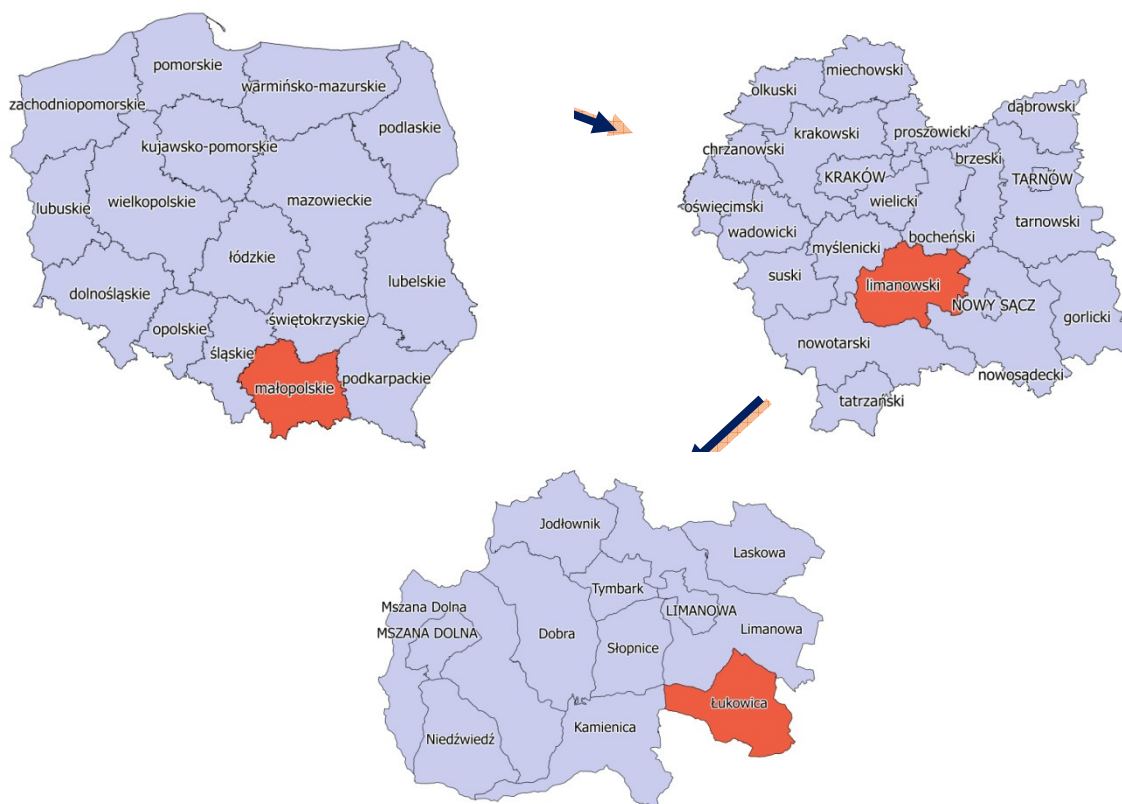 pomorskie
warmińsko-mazurskie
zachodniopomorskie
podlaskie
kujawsko-pomorskie
lubuskie
wielkopolskie
mazowieckie
łódzkie
lubelskie
dolnośląskie
opolskie
świętokrzyskie
śląskie
małopolskie
podkarpackie
miechowski
olkuski
dąbrowski
krakowski
proszowicki
chrzanowski
brzeski
KRAKÓW
TARNÓW
oświęcimski
wielicki
tarnowski
wadowicki
myślenicki
bocheński
suski
limanowski
NOWY SĄCZ
gorlicki
nowotarski
nowosądecki
tatrzański
Jodłownik
Laskowa
Tymbark
Mszana Dolna
LIMANOWA
MSZANA DOLNA
Dobra
Słopnice
Limanowa
Łukowica
Kamienica
Niedźwiedź